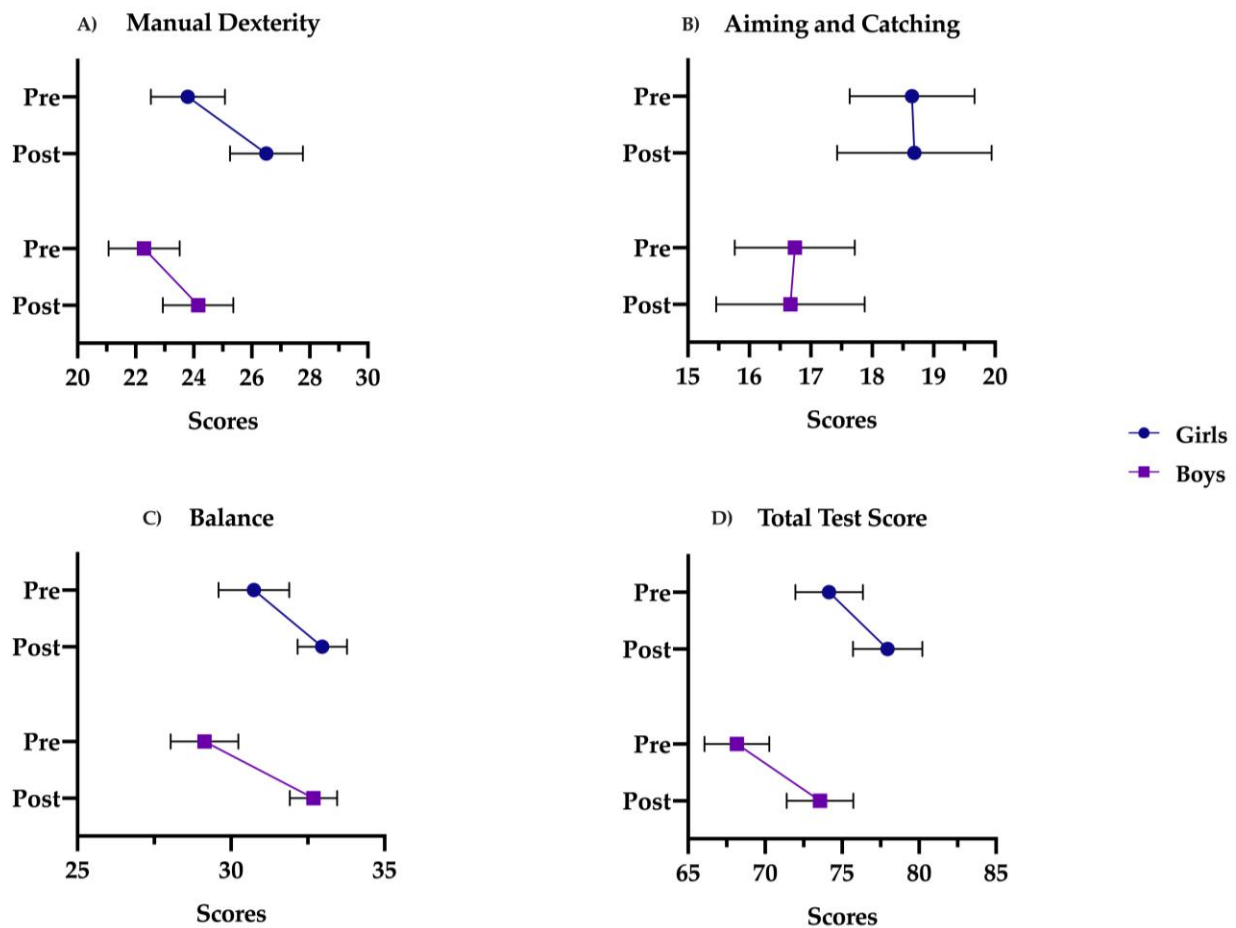 A) Manual Dexterity
Pre
Post
Pre
Post
20 22 24 26 28 30
Scores
B) Aiming and Catching
Pre
Post
Pre
Post
15 16 17 18 19 20
Scores
Girls
Boys
C) Balance
Pre
Post
Pre
Post
25 30 35
Scores
D) Total Test Score
Pre
Post
Pre
Post
65 70 75 80 85
Scores